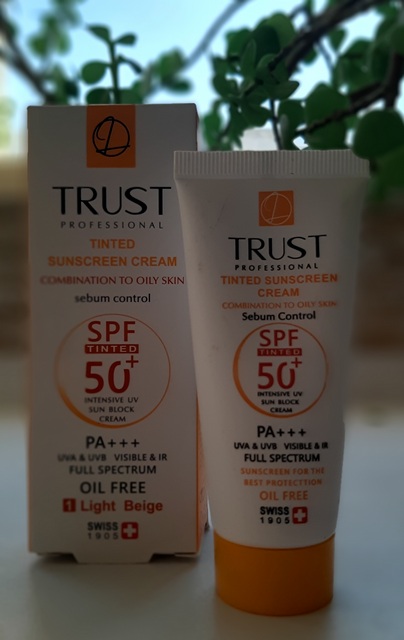 TRUST
PROFESSIONAL
TINTED
SUNSCREEN CREAM
COMBINATION TO OILY SKIN
sebum control
SPF
TINTED
50+
INTENSIVE UV
SUN BLOCK
CREAM
PA+++
UVA & UVB VISIBLE & IR
FULL SPECTRUM
OIL FREE
1 Light Beige
SWISS
1905
TRUST
PROFESSIONAL
TINTED SUNSCREEN
CREAM
COMBINATION TO OILY SKIN
Sebum Control
SPF
TINTED
50+
INTENSIVE UV
SUN BLOCK
CREAM
PA+++
UVA & UVB VISIBLE & IR
FULL SPECTRUM
SUNSCREEN FOR THE
BEST PROTECTTION
OIL FREE
SWISS
1905